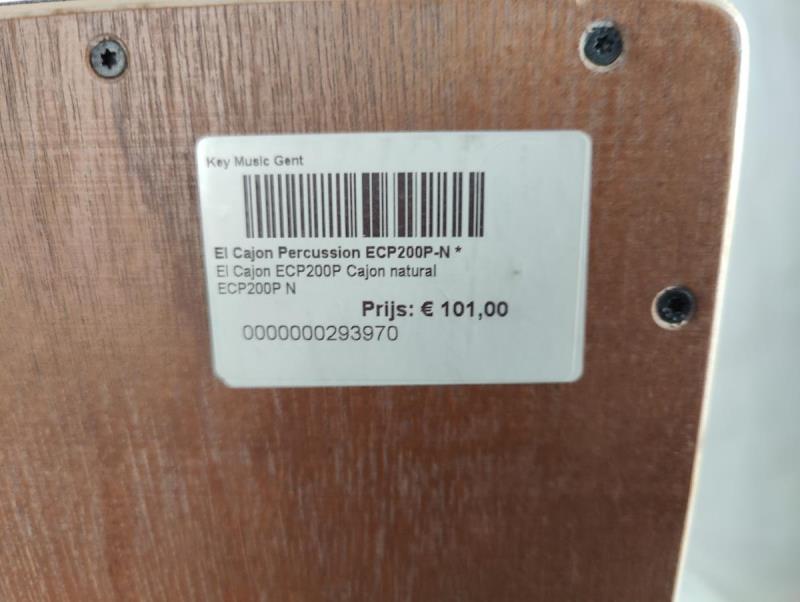 Key Music Gent
El Cajon Percussion ECP200P-N *
El Cajon ECP200P Cajon natural
ECP200P N
Prijs: € 101,00
0000000293970